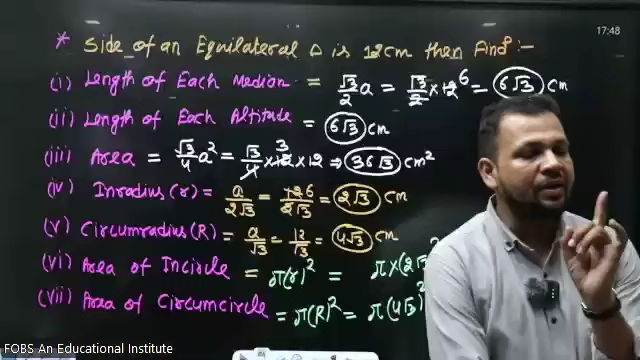 17:48
* Side of an Equilateral Δ is 12cm then find :-
(i) Length of Each Median = √3/2 a = √3/2 × 12 6 = 6√3 cm
(ii) Length of Each Altitude = 6√3 cm
(iii) Area = √3/4 a² = √3/4 × 12 3 × 12 ⇒ 36√3 cm²
(iv) Inradius (r) = a/2√3 = 12 6/2√3 = 2√3 cm
(v) Circumradius (R) = a/√3 = 12/√3 = 4√3 cm
(vi) Area of Incircle = π(r)² = π×(2√3)²
(vii) Area of Circumcircle = π(R)² = π(4√3)²
FOBS An Educational Institute